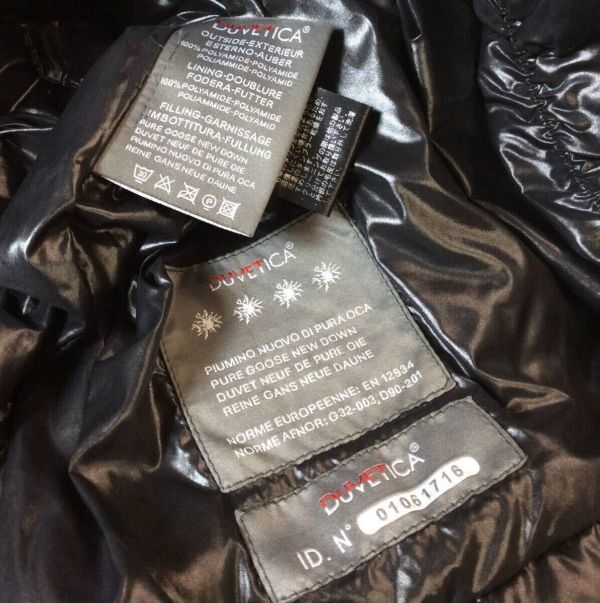 DUVETICA®
OUTSIDE-EXTERIEUR
ESTERNO-AUBER
100% POLYAMIDE-POLYAMIDE
POLIAMMIDE-POLYAMID
LINING-DOUBLURE
FODERA-FUTTER
100% POLYAMIDE-POLYAMIDE
POLIAMMIDE-POLYAMID
FILLING-GARNISSAGE
IMBOTTITURA-FULLUNG
PURE GOOSE NEW DOWN
DUVET NEUF DE PURE OIE
PIUMINO NUOVO DI PURA OCA
REINE GANS NEUE DAUNE
DUVETICA®
PIUMINO NUOVO DI PURA OCA
PURE GOOSE NEW DOWN
DUVET NEUF DE PURE OIE
REINE GANS NEUE DAUNE
NORME EUROPEENNE: EN 12934
NORME AFNOR: G32-003, D90-201
DUVETICA®
ID. N° 01061716